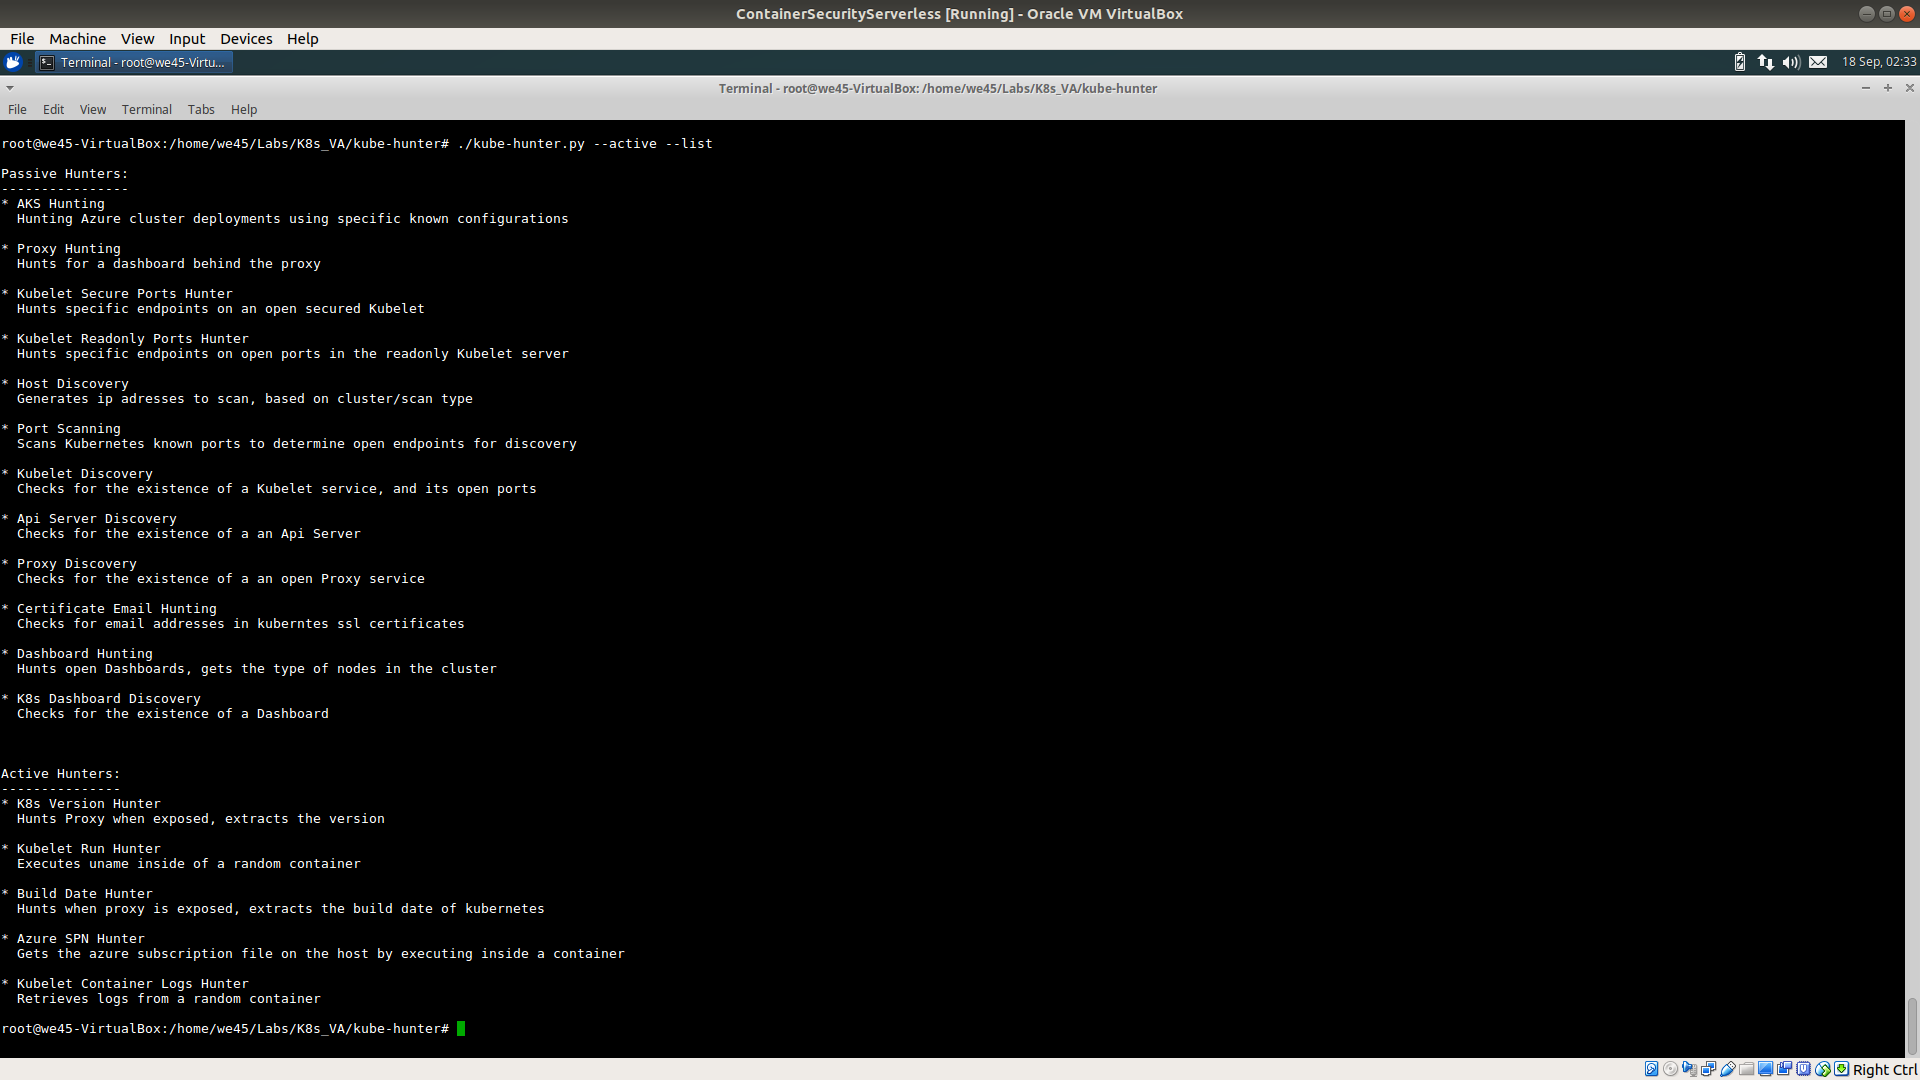 ContainerSecurityServerless [Running] - Oracle VM VirtualBox
File Machine View Input Devices Help
Terminal - root@we45-Virtu...
18 Sep, 02:33
Terminal - root@we45-VirtualBox: /home/we45/Labs/K8s_VA/kube-hunter
File Edit View Terminal Tabs Help
root@we45-VirtualBox:/home/we45/Labs/K8s_VA/kube-hunter# ./kube-hunter.py --active --list
Passive Hunters:
----------------
* AKS Hunting
Hunting Azure cluster deployments using specific known configurations
* Proxy Hunting
Hunts for a dashboard behind the proxy
* Kubelet Secure Ports Hunter
Hunts specific endpoints on an open secured Kubelet
* Kubelet Readonly Ports Hunter
Hunts specific endpoints on open ports in the readonly Kubelet server
* Host Discovery
Generates ip adresses to scan, based on cluster/scan type
* Port Scanning
Scans Kubernetes known ports to determine open endpoints for discovery
* Kubelet Discovery
Checks for the existence of a Kubelet service, and its open ports
* Api Server Discovery
Checks for the existence of a an Api Server
* Proxy Discovery
Checks for the existence of a an open Proxy service
* Certificate Email Hunting
Checks for email addresses in kuberntes ssl certificates
* Dashboard Hunting
Hunts open Dashboards, gets the type of nodes in the cluster
* K8s Dashboard Discovery
Checks for the existence of a Dashboard
Active Hunters:
---------------
* K8s Version Hunter
Hunts Proxy when exposed, extracts the version
* Kubelet Run Hunter
Executes uname inside of a random container
* Build Date Hunter
Hunts when proxy is exposed, extracts the build date of kubernetes
* Azure SPN Hunter
Gets the azure subscription file on the host by executing inside a container
* Kubelet Container Logs Hunter
Retrieves logs from a random container
root@we45-VirtualBox:/home/we45/Labs/K8s_VA/kube-hunter#
Right Ctrl